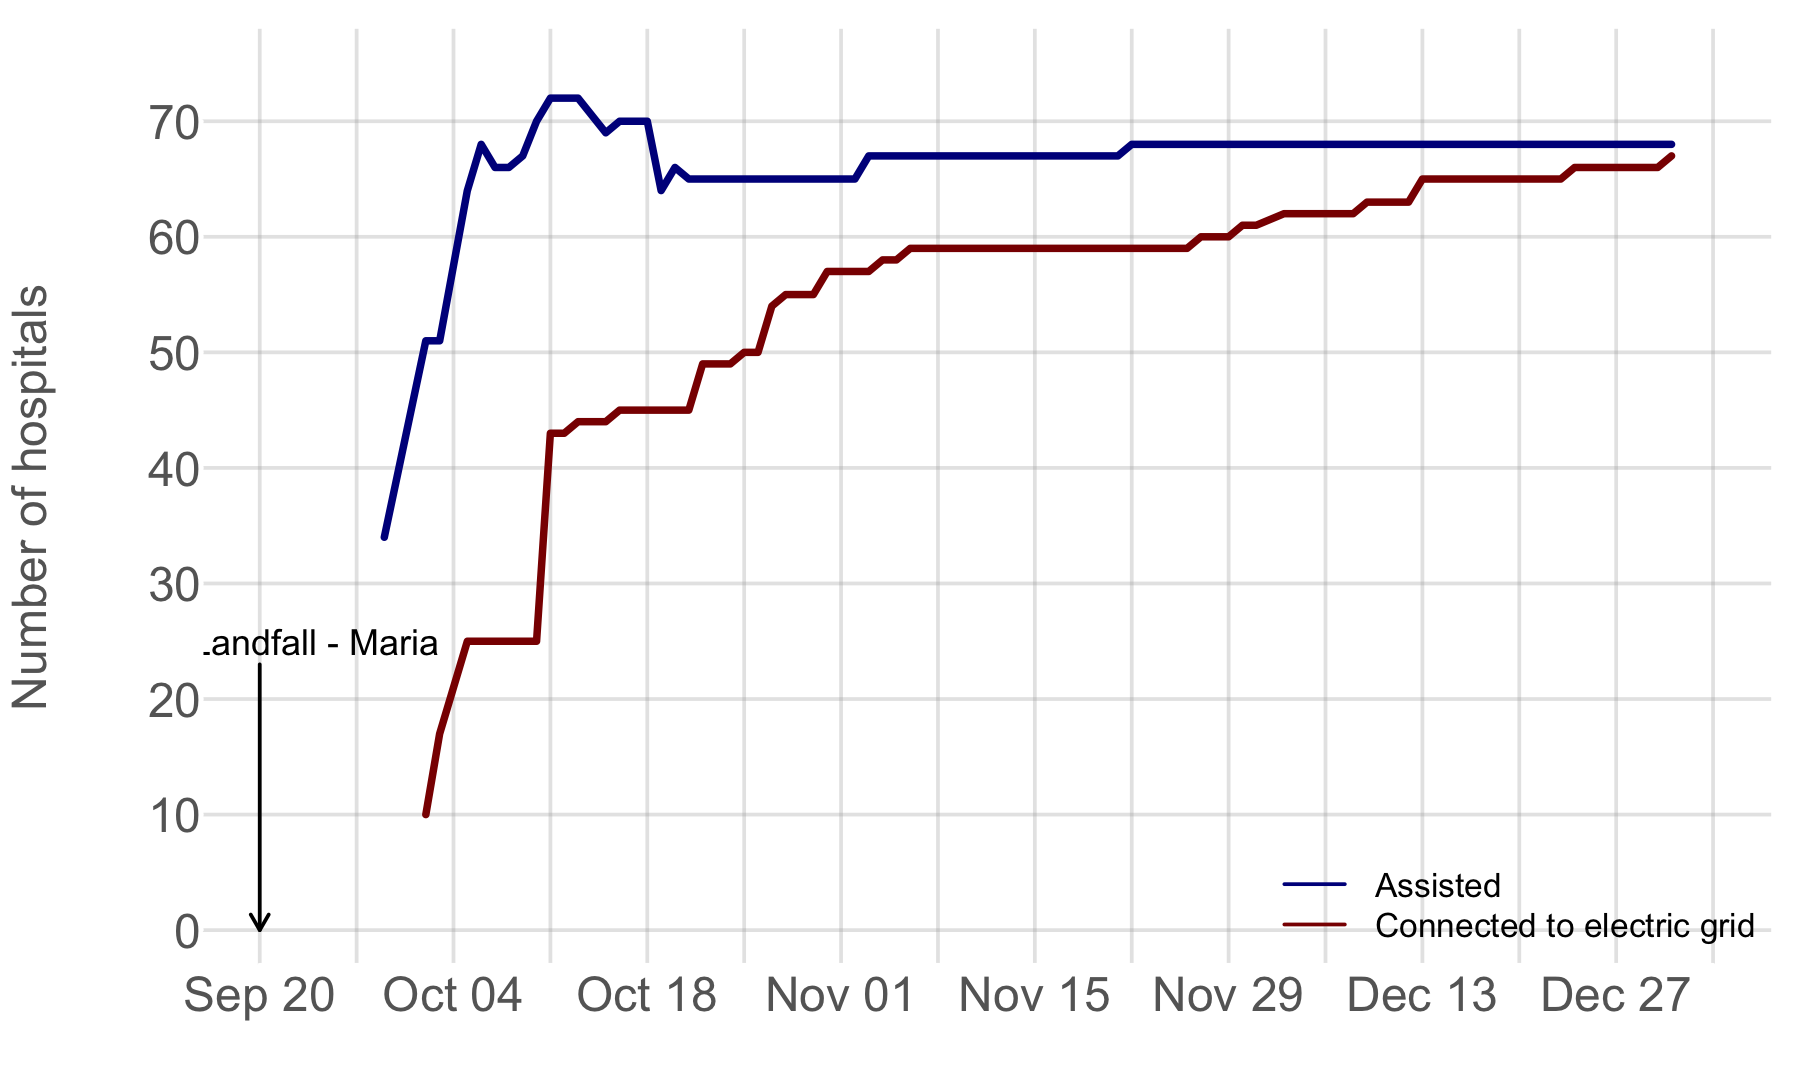 Number of hospitals
70
60
50
40
30
20
10
0
andfall - Maria
Assisted
Connected to electric grid
Sep 20 Oct 04 Oct 18 Nov 01 Nov 15 Nov 29 Dec 13 Dec 27